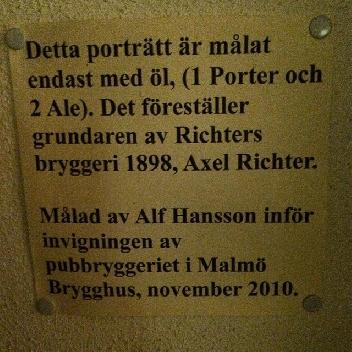 Detta porträtt är målat
endast med öl, (1 Porter och
2 Ale). Det föreställer
grundaren av Richters
bryggeri 1898, Axel Richter.
Målad av Alf Hansson inför
invigningen av
pubbryggeriet i Malmö
Brygghus, november 2010.